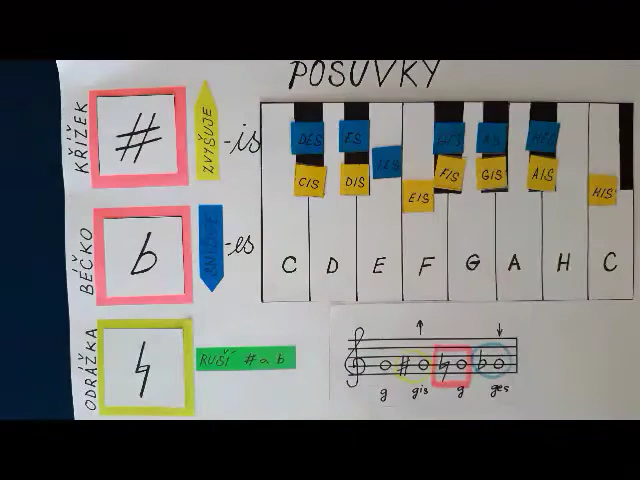 POSUVKY
KŘÍŽEK
#
ZVYŠUJE
-is
BÉČKO
b
SNIŽUJE
-es
ODRÁŽKA
RUŠÍ # a b
DES ES GES AS HES
CIS DIS FES EIS FIS GIS AIS HIS
C D E F G A H C
g gis g ges